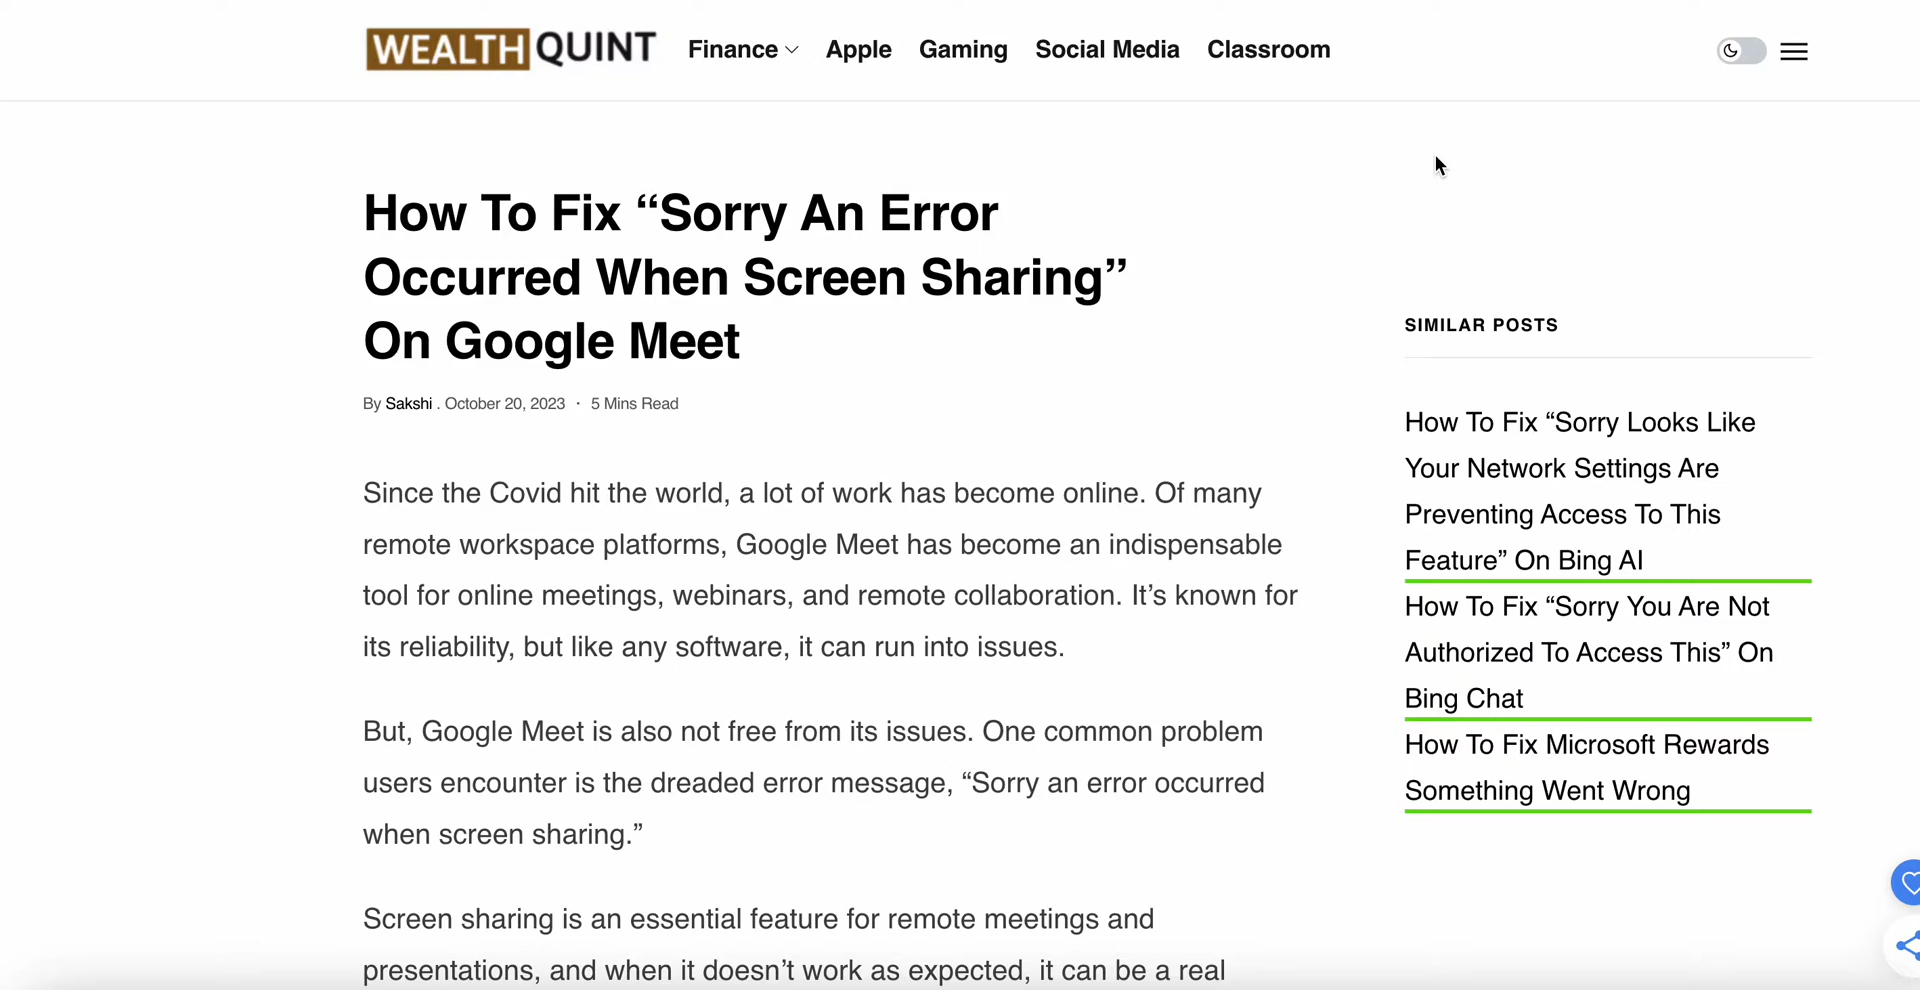 WEALTH QUINT Finance Apple Gaming Social Media Classroom
How To Fix “Sorry An Error
Occurred When Screen Sharing”
On Google Meet
By Sakshi . October 20, 2023 · 5 Mins Read
Since the Covid hit the world, a lot of work has become online. Of many
remote workspace platforms, Google Meet has become an indispensable
tool for online meetings, webinars, and remote collaboration. It’s known for
its reliability, but like any software, it can run into issues.
But, Google Meet is also not free from its issues. One common problem
users encounter is the dreaded error message, “Sorry an error occurred
when screen sharing.”
Screen sharing is an essential feature for remote meetings and
presentations, and when it doesn’t work as expected, it can be a real
SIMILAR POSTS
How To Fix “Sorry Looks Like
Your Network Settings Are
Preventing Access To This
Feature” On Bing AI
How To Fix “Sorry You Are Not
Authorized To Access This” On
Bing Chat
How To Fix Microsoft Rewards
Something Went Wrong